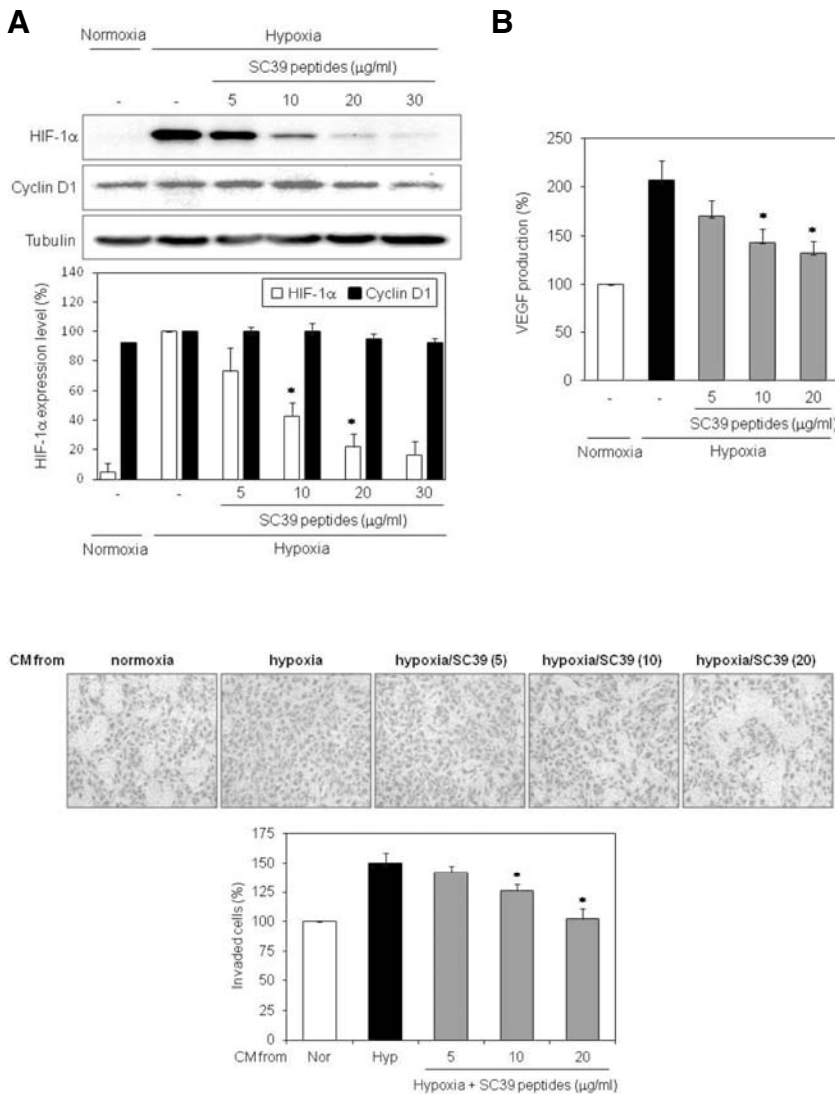 A
Normoxia Hypoxia
SC39 peptides (μg/ml)
- - 5 10 20 30
HIF-1α
Cyclin D1
Tubulin
HIF-1α expression level (%)
140
120
100
80
60
40
20
0
HIF-1α Cyclin D1
* *
- - 5 10 20 30
SC39 peptides (μg/ml)
Normoxia Hypoxia
B
VEGF production (%)
250
200
150
100
50
0
* *
- - 5 10 20
SC39 peptides (μg/ml)
Normoxia Hypoxia
CM from normoxia hypoxia hypoxia/SC39 (5) hypoxia/SC39 (10) hypoxia/SC39 (20)
Invaded cells (%)
175
150
125
100
75
50
25
0
* *
CM from Nor Hyp 5 10 20
Hypoxia + SC39 peptides (μg/ml)